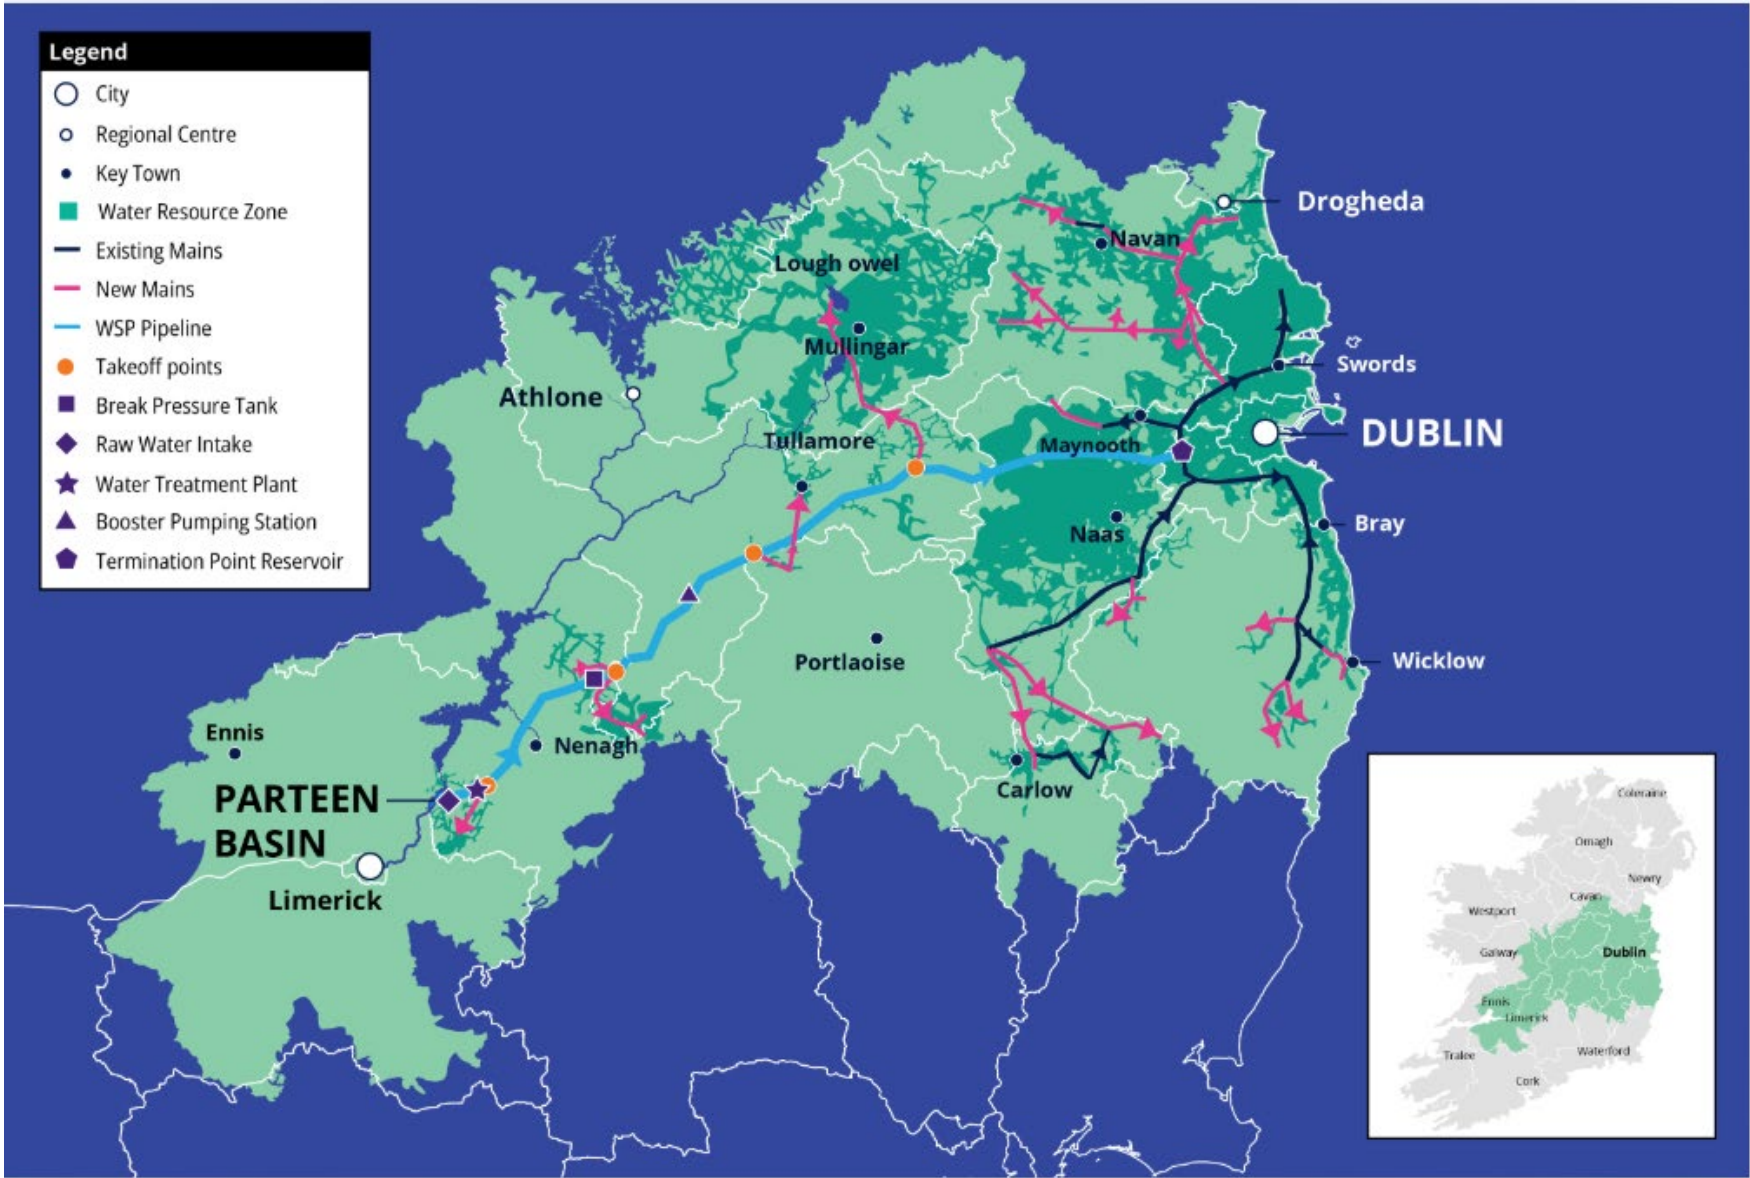 Legend
City
Regional Centre
Key Town
Water Resource Zone
Existing Mains
New Mains
WSP Pipeline
Takeoff points
Break Pressure Tank
Raw Water Intake
Water Treatment Plant
Booster Pumping Station
Termination Point Reservoir
Drogheda
Navan
Lough owel
Mullingar
Swords
Athlone
DUBLIN
Tullamore
Maynooth
Bray
Naas
Portlaoise
Wicklow
Ennis
Nenagh
PARTEEN
BASIN
Carlow
Limerick
Coleraine
Omagh
Newry
Cavan
Westport
Galway
Dublin
Ennis
Limerick
Tralee
Waterford
Cork